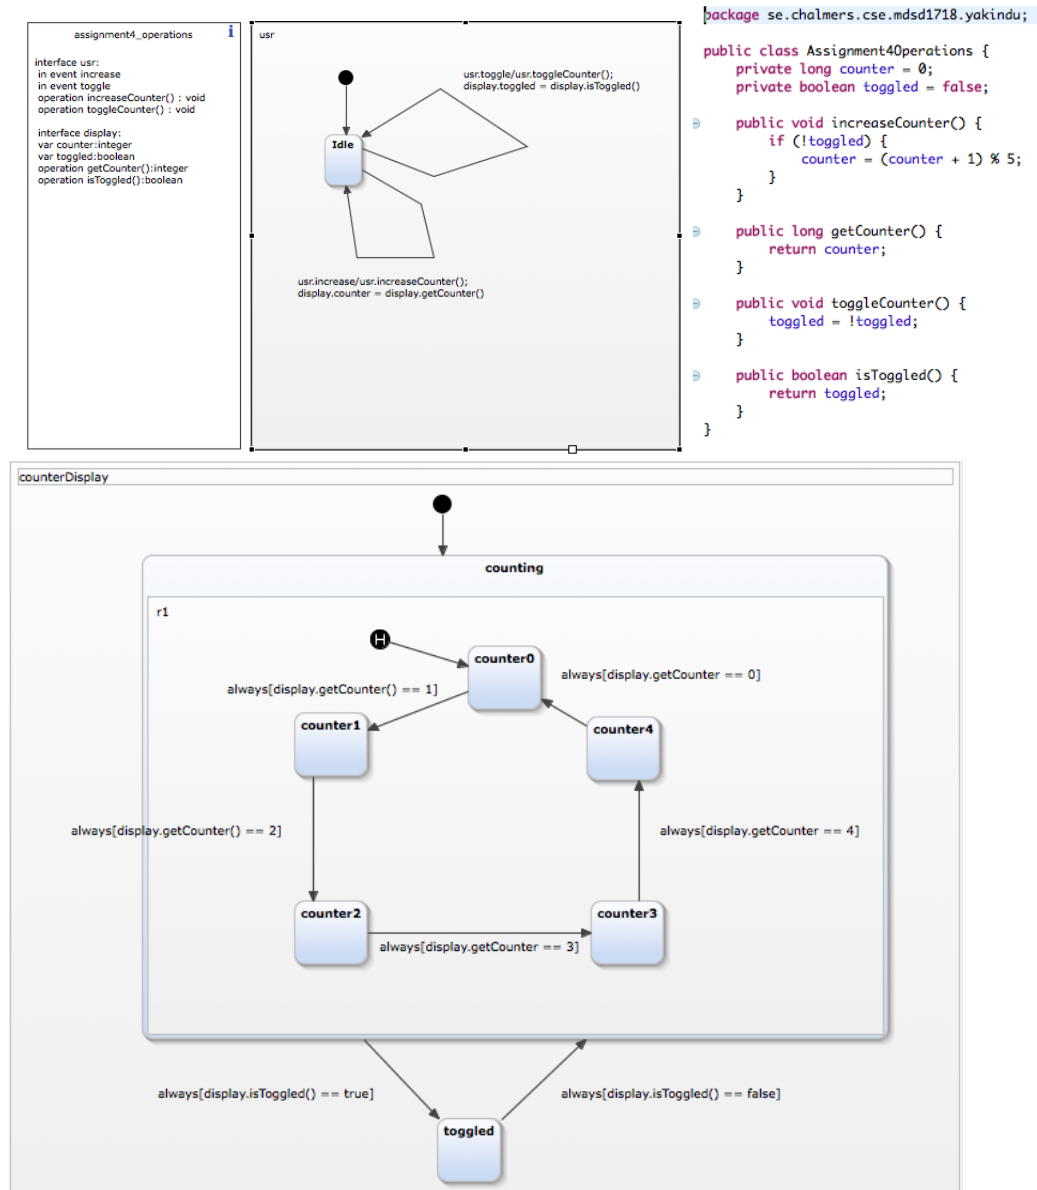 assignment4_operations
i
interface usr:
in event increase
in event toggle
operation increaseCounter() : void
operation toggleCounter() : void
interface display:
var counter:integer
var toggled:boolean
operation getCounter():integer
operation isToggled():boolean
usr
usr.toggle/usr.toggleCounter();
display.toggled = display.isToggled()
Idle
usr.increase/usr.increaseCounter();
display.counter = display.getCounter()
package se.chalmers.cse.mdsd1718.yakindu;
public class Assignment4Operations {
private long counter = 0;
private boolean toggled = false;
public void increaseCounter() {
if (!toggled) {
counter = (counter + 1) % 5;
}
}
public long getCounter() {
return counter;
}
public void toggleCounter() {
toggled = !toggled;
}
public boolean isToggled() {
return toggled;
}
}
counterDisplay
counting
r1
H
counter0
always[display.getCounter == 0]
always[display.getCounter() == 1]
counter1
counter4
always[display.getCounter() == 2]
always[display.getCounter == 4]
counter2
counter3
always[display.getCounter == 3]
always[display.isToggled() == true]
always[display.isToggled() == false]
toggled